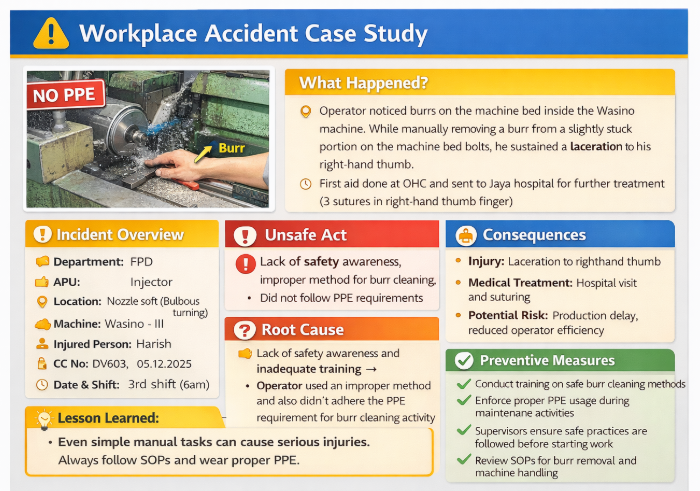 Workplace Accident Case Study
NO PPE
Burr
What Happened?
Operator noticed burrs on the machine bed inside the Wasino
machine. While manually removing a burr from a slightly stuck
portion on the machine bed bolts, he sustained a laceration to his
right-hand thumb.
First aid done at OHC and sent to Jaya hospital for further treatment
(3 sutures in right-hand thumb finger)
Incident Overview
Department: FPD
APU: Injector
Location: Nozzle soft (Bulbous
turning)
Machine: Wasino - III
Injured Person: Harish
CC No: DV603, 05.12.2025
Date & Shift: 3rd shift (6am)
Unsafe Act
Lack of safety awareness,
improper method for burr cleaning.
• Did not follow PPE requirements
Root Cause
Lack of safety awareness and
inadequate training →
• Operator used an improper method
and also didn't adhere the PPE
requirement for burr cleaning activity
Consequences
• Injury: Laceration to righthand thumb
• Medical Treatment: Hospital visit
and suturing
• Potential Risk: Production delay,
reduced operator efficiency
Preventive Measures
Conduct training on safe burr cleaning methods
Enforce proper PPE usage during
maintenane activities
Supervisors ensure safe practices are
followed before starting work
Review SOPs for burr removal and
machine handling
Lesson Learned:
• Even simple manual tasks can cause serious injuries.
Always follow SOPs and wear proper PPE.